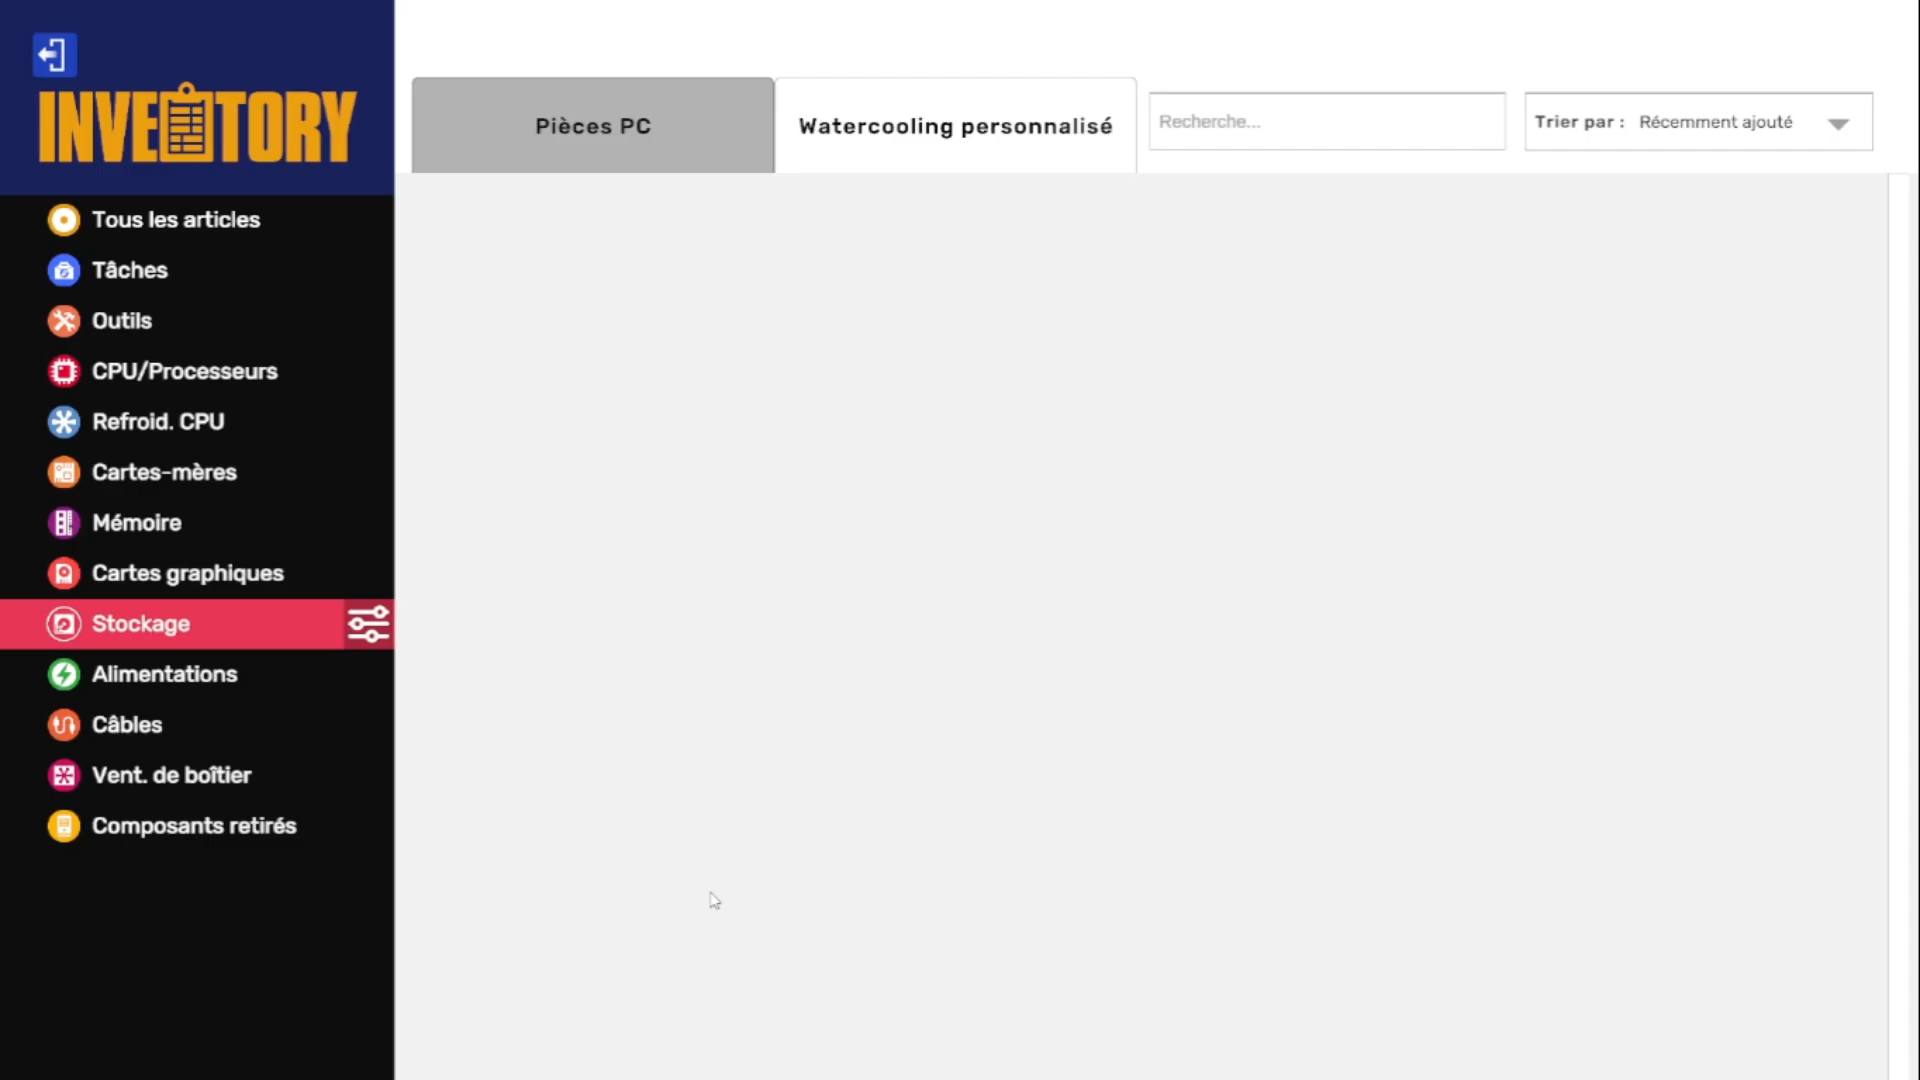 INVENTORY
Pièces PC
Watercooling personnalisé
Recherche...
Trier par : Récemment ajouté
Tous les articles
Tâches
Outils
CPU/Processeurs
Refroid. CPU
Cartes-mères
Mémoire
Cartes graphiques
Stockage
Alimentations
Câbles
Vent. de boîtier
Composants retirés